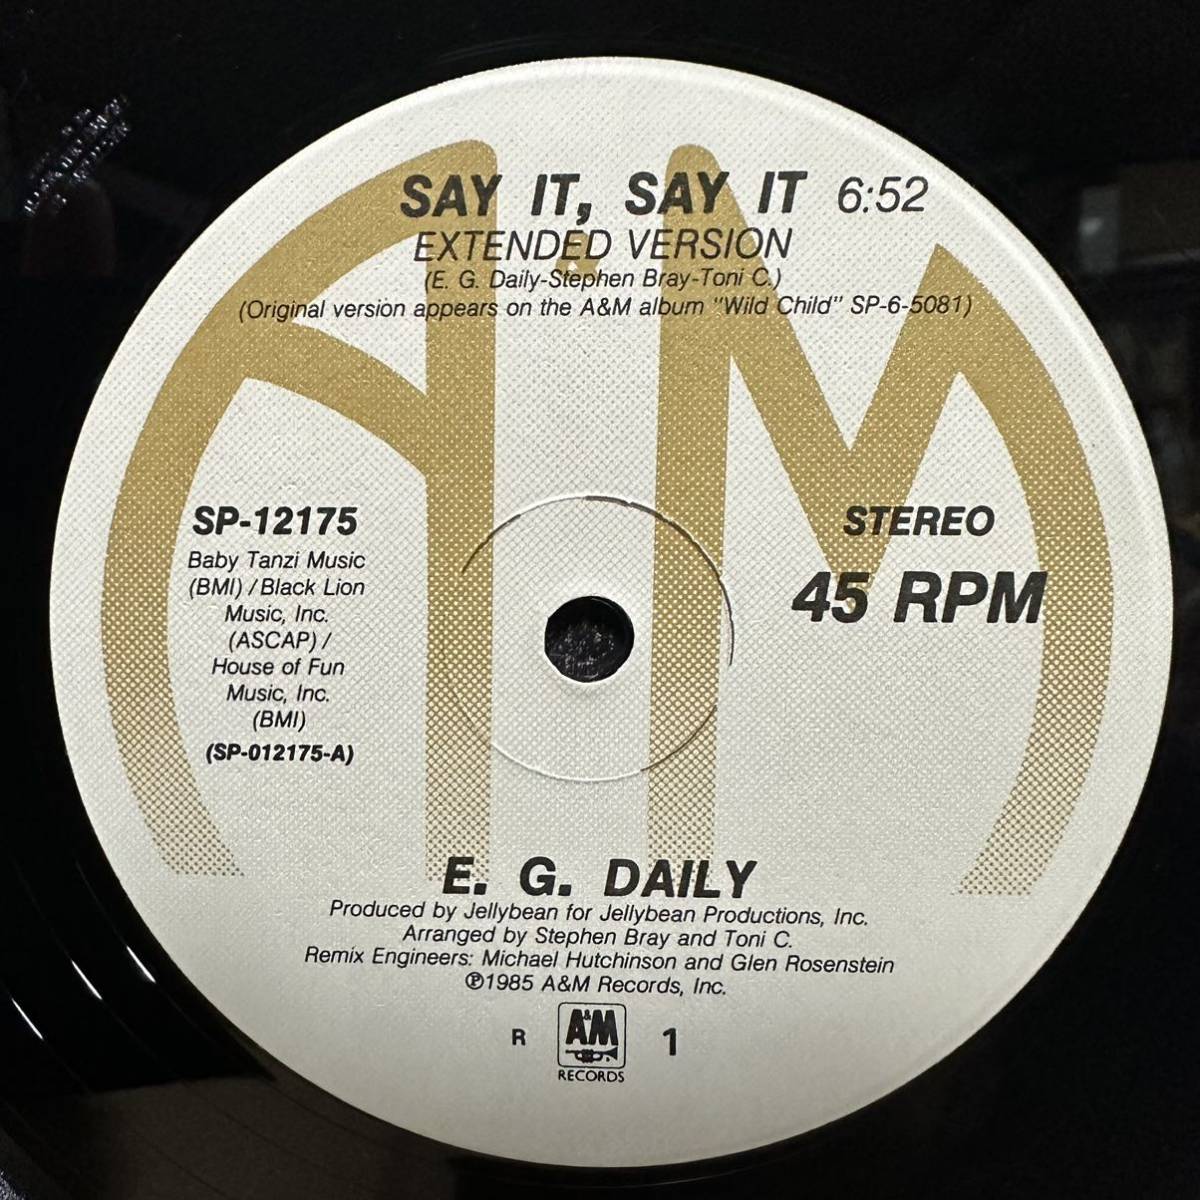 SAY IT, SAY IT 6:52
EXTENDED VERSION
(E. G. Daily-Stephen Bray-Toni C.)
(Original version appears on the A&M album "Wild Child" SP-6-5081)
SP-12175
Baby Tanzi Music
(BMI) / Black Lion
Music, Inc.
(ASCAP) /
House of Fun
Music, Inc.
(BMI)
(SP-012175-A)
STEREO
45 RPM
E. G. DAILY
Produced by Jellybean for Jellybean Productions, Inc.
Arranged by Stephen Bray and Toni C.
Remix Engineers: Michael Hutchinson and Glen Rosenstein
℗1985 A&M Records, Inc.
R A&M 1
RECORDS